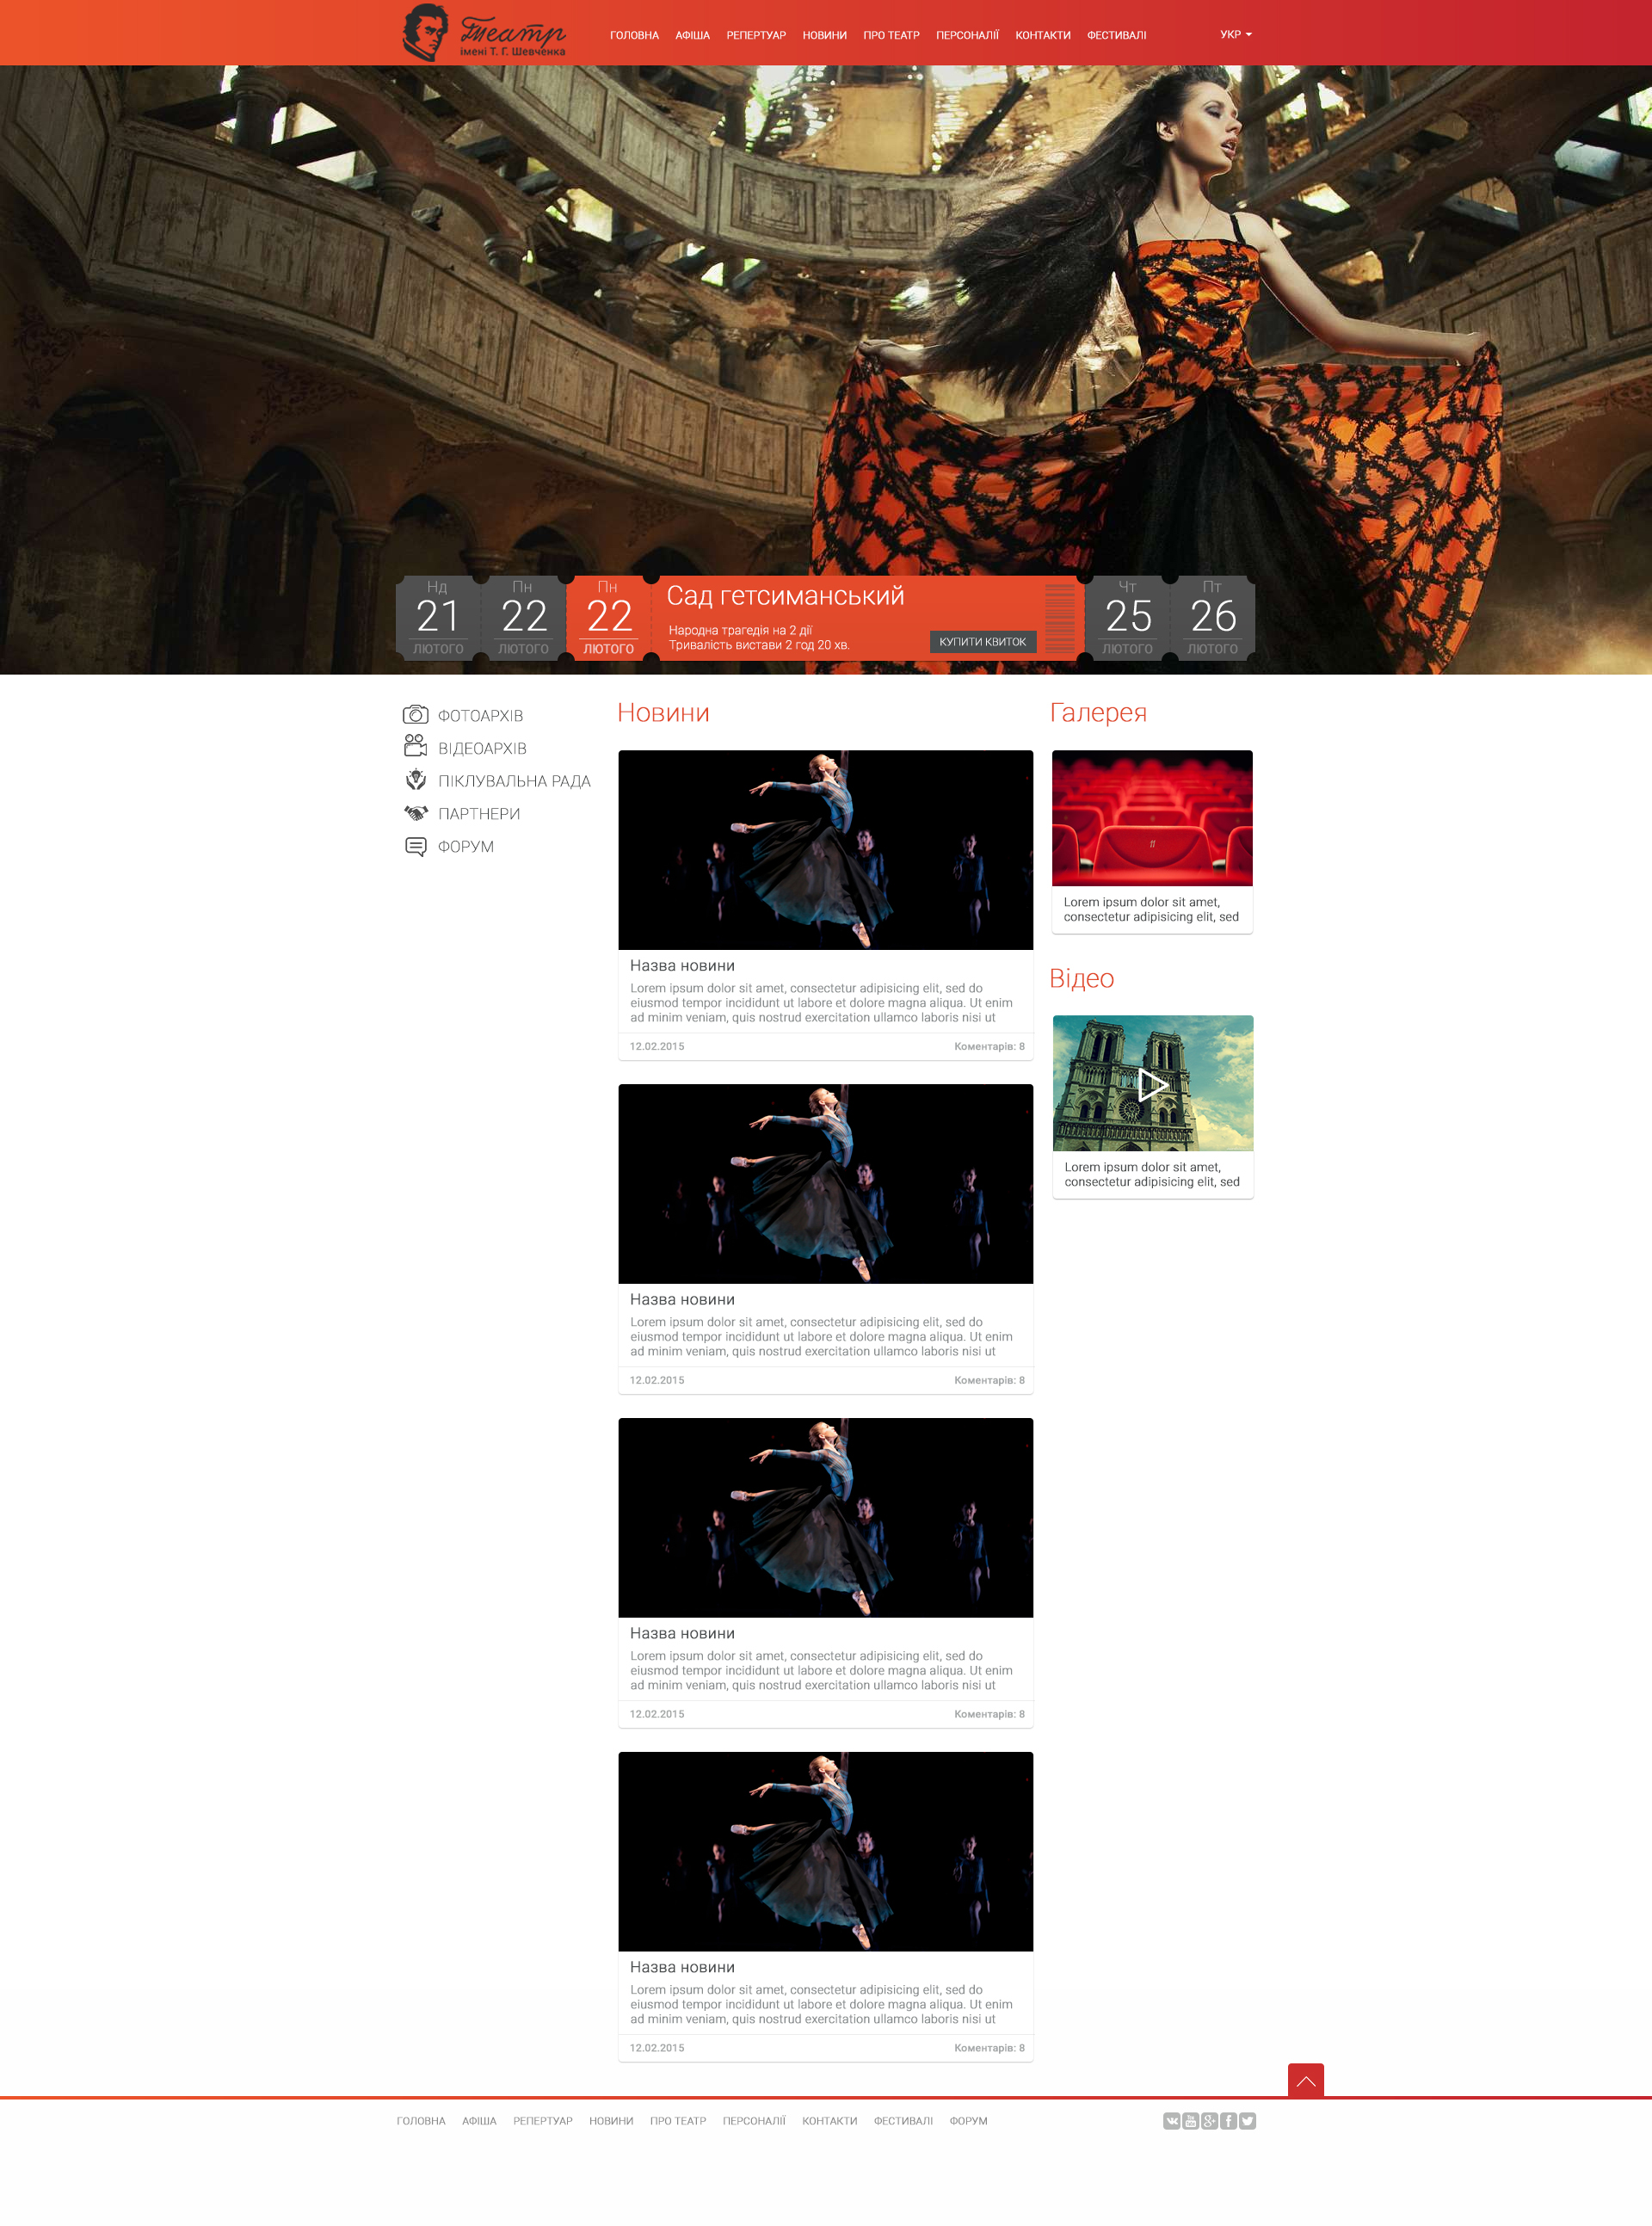 Театр
імені Т. Г. Шевченка
ГОЛОВНА АФІША РЕПЕРТУАР НОВИНИ ПРО ТЕАТР ПЕРСОНАЛІЇ КОНТАКТИ ФЕСТИВАЛІ УКР
Нд
21
ЛЮТОГО
Пн
22
ЛЮТОГО
Пн
22
ЛЮТОГО
Сад гетсиманський
Народна трагедія на 2 дії
Тривалість вистави 2 год 20 хв.
КУПИТИ КВИТОК
Чт
25
ЛЮТОГО
Пт
26
ЛЮТОГО
ФОТОАРХІВ
ВІДЕОАРХІВ
ПІКЛУВАЛЬНА РАДА
ПАРТНЕРИ
ФОРУМ
Новини
Назва новини
Lorem ipsum dolor sit amet, consectetur adipisicing elit, sed do
eiusmod tempor incididunt ut labore et dolore magna aliqua. Ut enim
ad minim veniam, quis nostrud exercitation ullamco laboris nisi ut
12.02.2015 Коментарів: 8
Назва новини
Lorem ipsum dolor sit amet, consectetur adipisicing elit, sed do
eiusmod tempor incididunt ut labore et dolore magna aliqua. Ut enim
ad minim veniam, quis nostrud exercitation ullamco laboris nisi ut
12.02.2015 Коментарів: 8
Назва новини
Lorem ipsum dolor sit amet, consectetur adipisicing elit, sed do
eiusmod tempor incididunt ut labore et dolore magna aliqua. Ut enim
ad minim veniam, quis nostrud exercitation ullamco laboris nisi ut
12.02.2015 Коментарів: 8
Назва новини
Lorem ipsum dolor sit amet, consectetur adipisicing elit, sed do
eiusmod tempor incididunt ut labore et dolore magna aliqua. Ut enim
ad minim veniam, quis nostrud exercitation ullamco laboris nisi ut
12.02.2015 Коментарів: 8
Галерея
Lorem ipsum dolor sit amet,
consectetur adipisicing elit, sed
Відео
Lorem ipsum dolor sit amet,
consectetur adipisicing elit, sed
ГОЛОВНА АФІША РЕПЕРТУАР НОВИНИ ПРО ТЕАТР ПЕРСОНАЛІЇ КОНТАКТИ ФЕСТИВАЛІ ФОРУМ